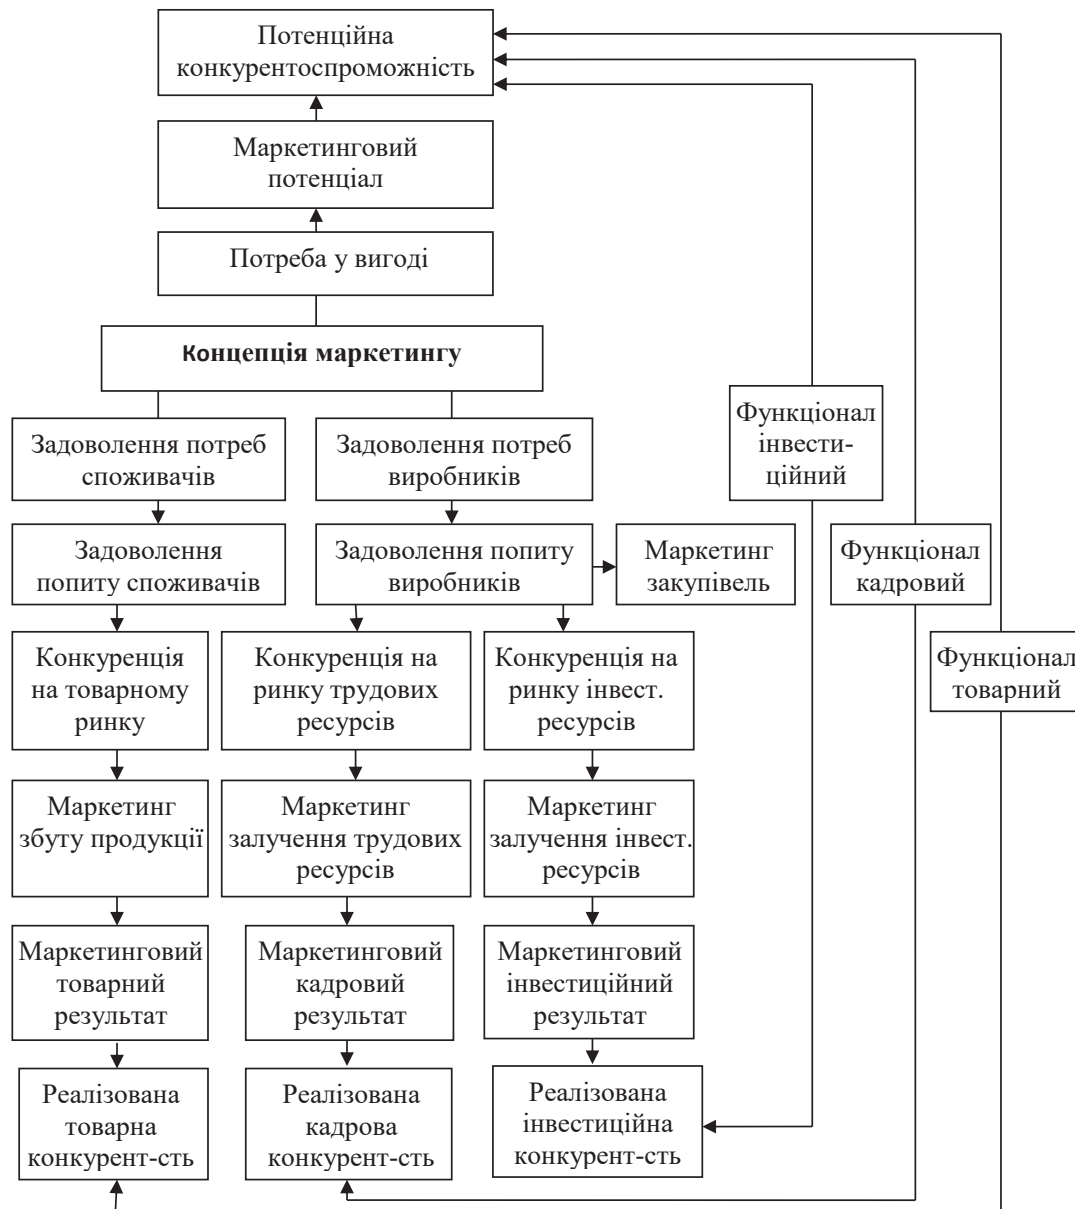 Потенційна
конкурентоспроможність
Маркетинговий
потенціал
Потреба у вигоді
Концепція маркетингу
Задоволення потреб
споживачів
Задоволення потреб
виробників
Функціонал
інвести-
ційний
Задоволення
попиту споживачів
Задоволення попиту
виробників
Маркетинг
закупівель
Функціонал
кадровий
Конкуренція
на товарному
ринку
Конкуренція на
ринку трудових
ресурсів
Конкуренція на
ринку інвест.
ресурсів
Функціонал
товарний
Маркетинг
збуту продукції
Маркетинг
залучення трудових
ресурсів
Маркетинг
залучення інвест.
ресурсів
Маркетинговий
товарний
результат
Маркетинговий
кадровий
результат
Маркетинговий
інвестиційний
результат
Реалізована
товарна
конкурент-сть
Реалізована
кадрова
конкурент-сть
Реалізована
інвестиційна
конкурент-сть